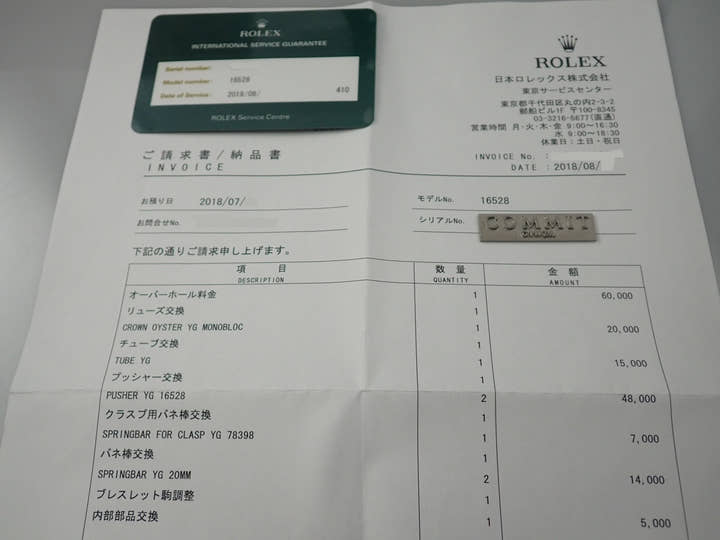 ROLEX
INTERNATIONAL SERVICE GUARANTEE
Serial number:
Model number: 16528
Date of Service: 2018/08/ 410
ROLEX Service Centre
ROLEX
日本ロレックス株式会社
東京サービスセンター
東京都千代田区丸の内2-3-2
郵船ビル1F 〒100-8345
03-3216-5677(直通)
営業時間 月・火・木・金 9:00〜16:30
水 9:00〜18:30
休業日:土日・祝日
ご請求書/納品書
INVOICE
INVOICE No:
DATE: 2018/08/
お積り日 2018/07/
モデルNo. 16528
お問合せNo.
シリアルNo. COMMIT
下記の通りご請求申し上げます。
項目 数量 金額
DESCRIPTION QUANTITY AMOUNT
オーバーホール料金 1 60,000
リューズ交換 1
CROWN OYSTER YG MONOBLOC 1 20,000
チューブ交換 1
TUBE YG 1 15,000
プッシャー交換 1
PUSHER YG 16528 2 48,000
クラスプ用バネ棒交換 1
SPRINGBAR FOR CLASP YG 78398 1 7,000
バネ棒交換 1
SPRINGBAR YG 20MM 2 14,000
ブレスレット駒調整 1
内部部品交換 1 5,000